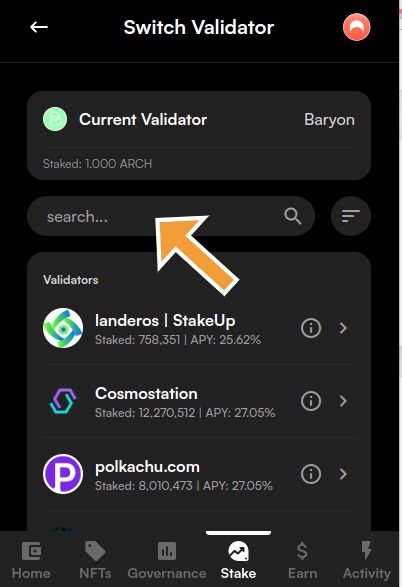 Switch Validator
Current Validator Baryon
Staked: 1.000 ARCH
search...
Validators
landeros | StakeUp
Staked: 758,351 | APY: 25.62%
Cosmostation
Staked: 12,270,512 | APY: 27.05%
polkachu.com
Staked: 8,010,473 | APY: 27.05%
Home NFTs Governance Stake Earn Activity